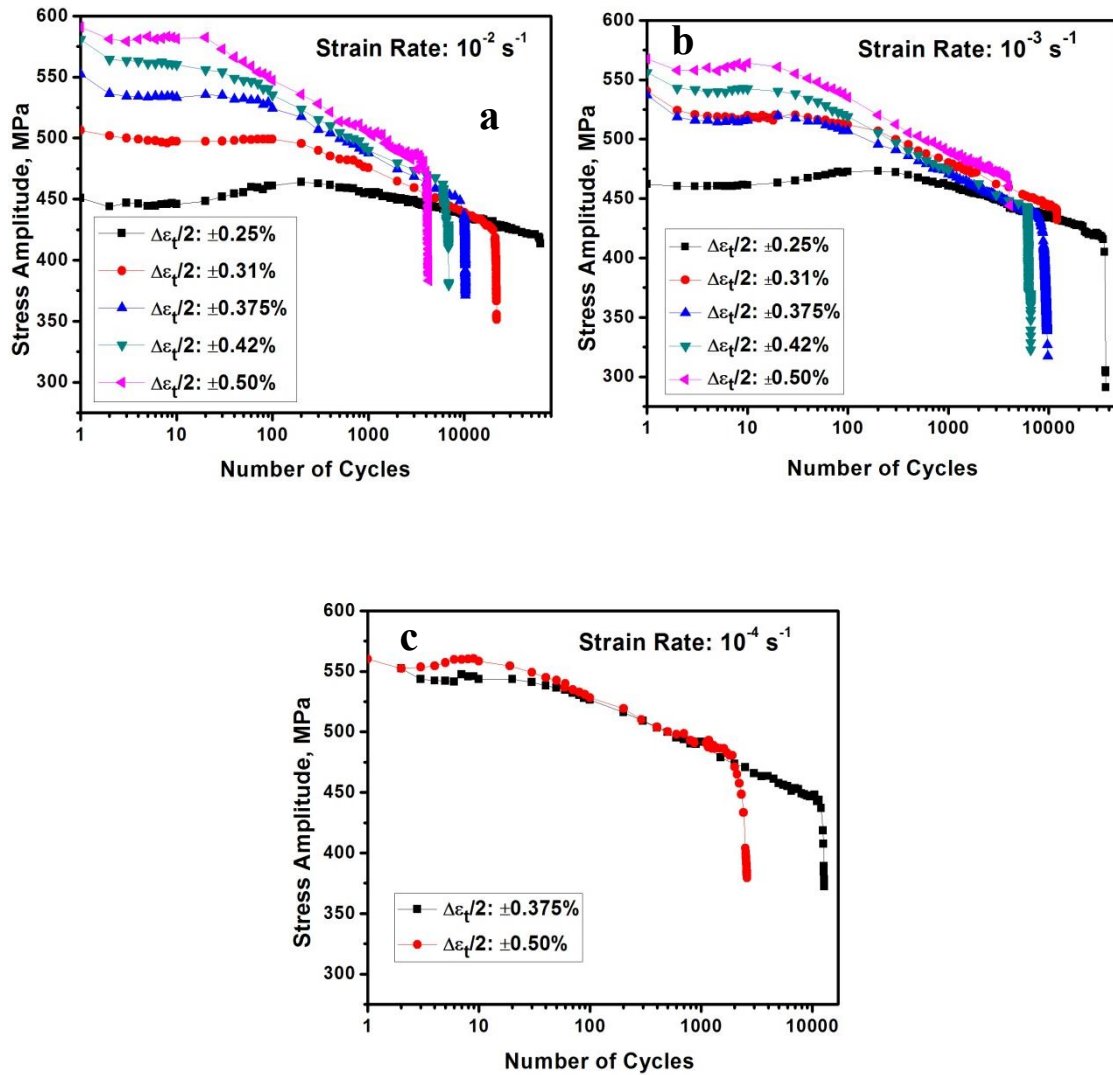 a
Strain Rate: 10⁻² s⁻¹
Stress Amplitude, MPa
600
550
500
450
400
350
300
Δεt/2: ±0.25%
Δεt/2: ±0.31%
Δεt/2: ±0.375%
Δεt/2: ±0.42%
Δεt/2: ±0.50%
1 10 100 1000 10000
Number of Cycles
b
Strain Rate: 10⁻³ s⁻¹
Stress Amplitude, MPa
600
550
500
450
400
350
300
Δεt/2: ±0.25%
Δεt/2: ±0.31%
Δεt/2: ±0.375%
Δεt/2: ±0.42%
Δεt/2: ±0.50%
1 10 100 1000 10000
Number of Cycles
c
Strain Rate: 10⁻⁴ s⁻¹
Stress Amplitude, MPa
600
550
500
450
400
350
300
Δεt/2: ±0.375%
Δεt/2: ±0.50%
1 10 100 1000 10000
Number of Cycles